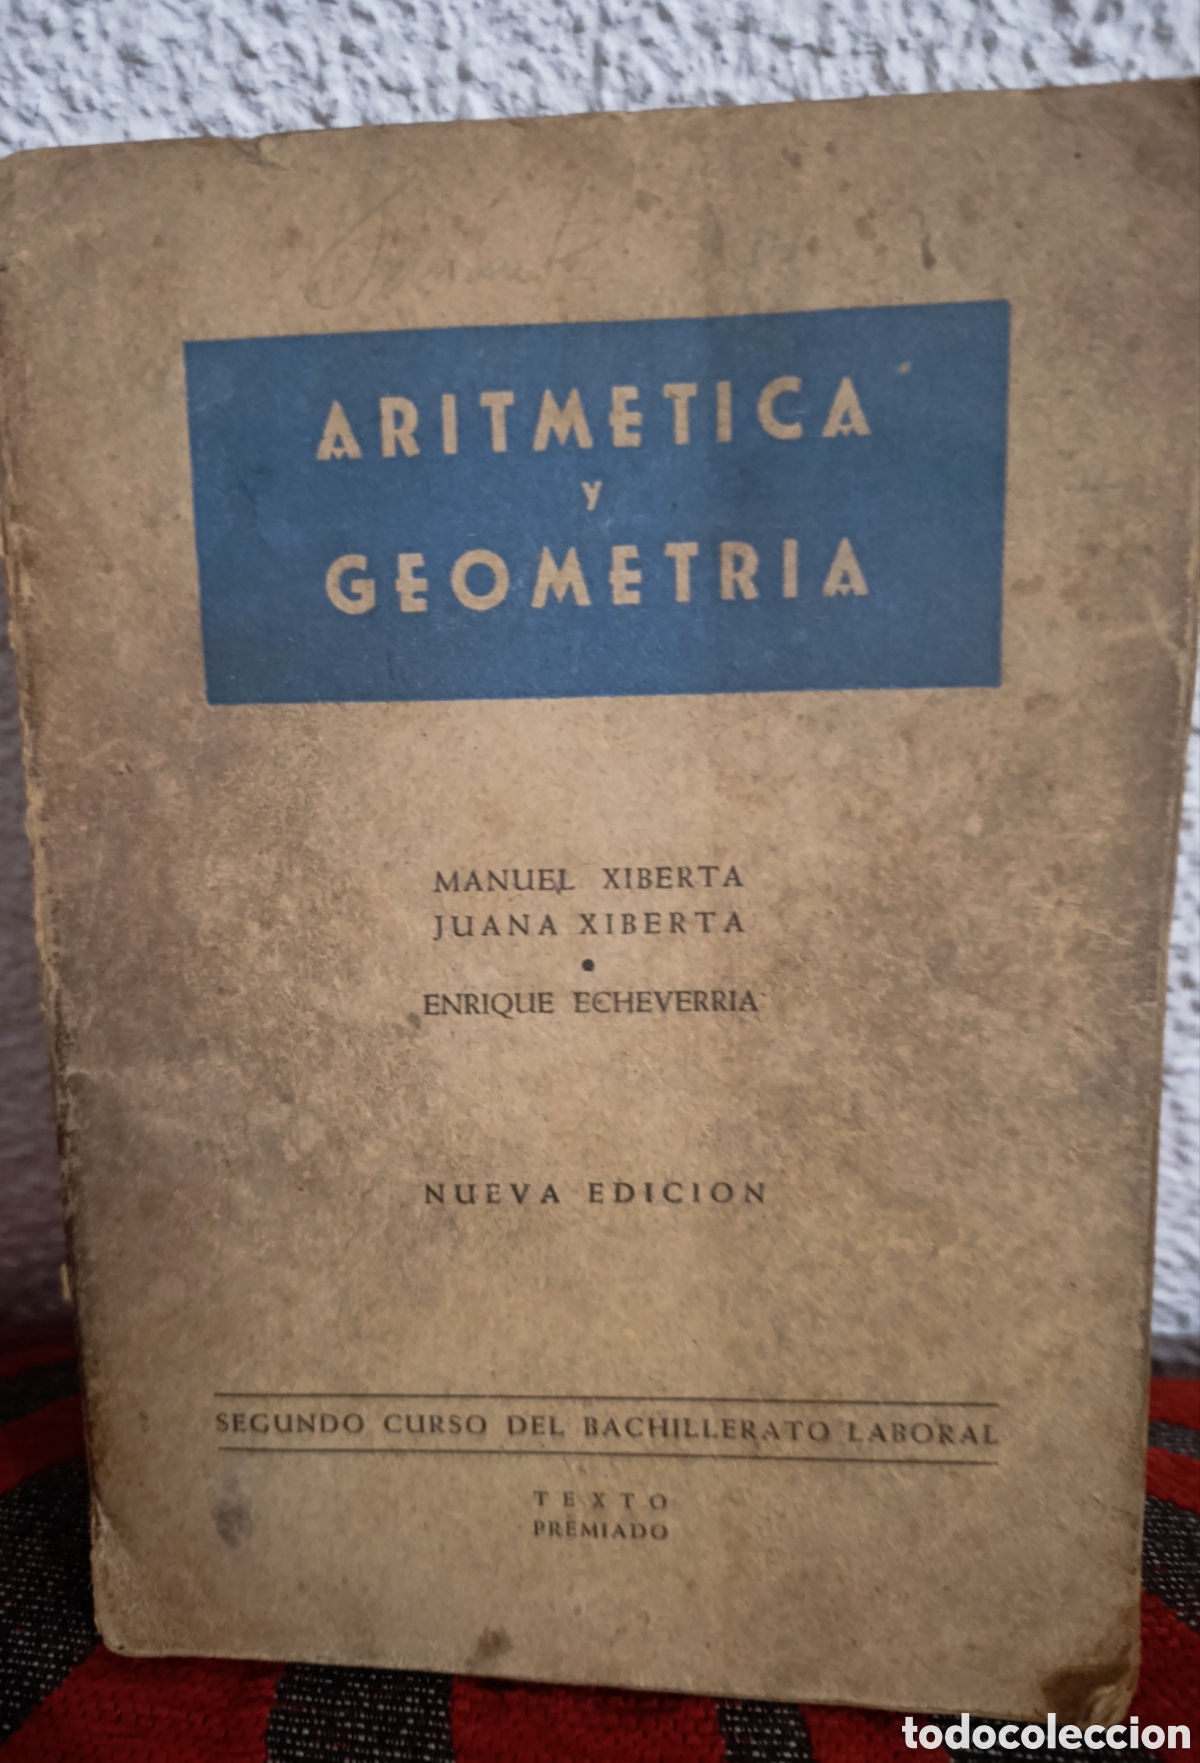 ARITMETICA
Y
GEOMETRIA
MANUEL XIBERTA
JUANA XIBERTA
•
ENRIQUE ECHEVERRIA
NUEVA EDICION
SEGUNDO CURSO DEL BACHILLERATO LABORAL
TEXTO
PREMIADO
todocoleccion